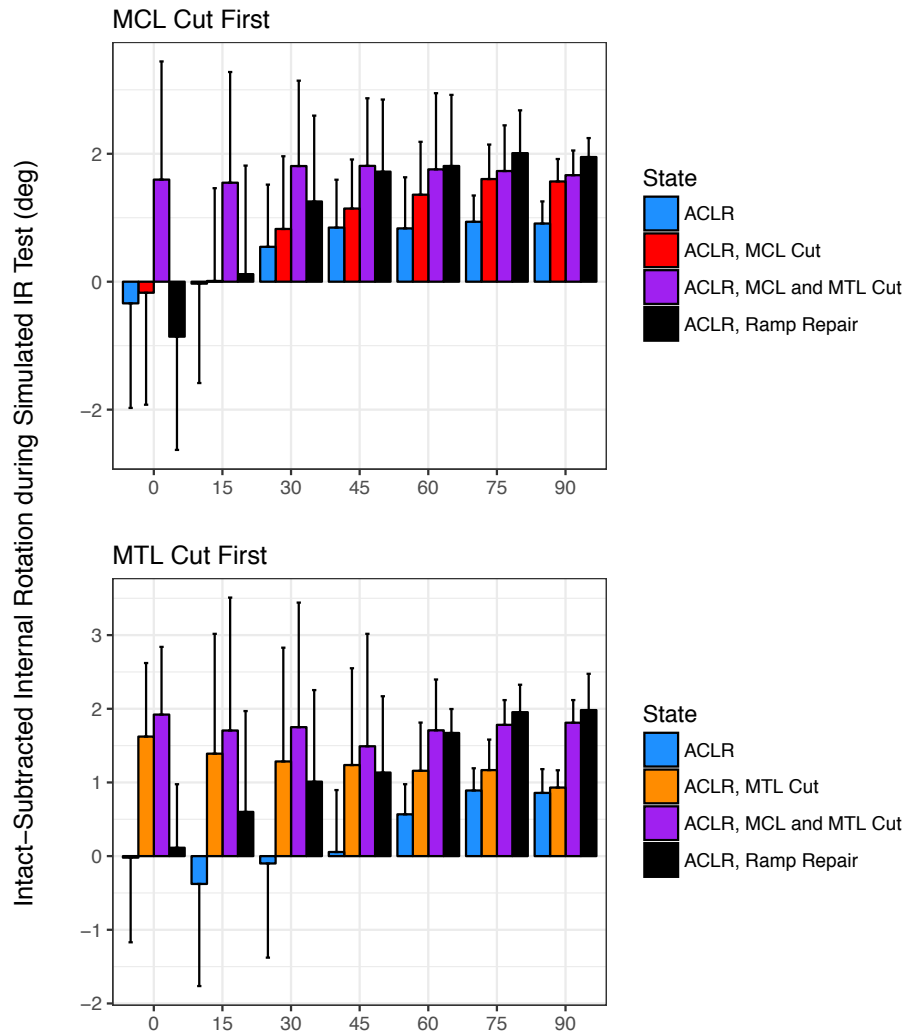 MCL Cut First
Intact−Subtracted Internal Rotation during Simulated IR Test (deg)
2
0
−2
0 15 30 45 60 75 90
State
ACLR
ACLR, MCL Cut
ACLR, MCL and MTL Cut
ACLR, Ramp Repair
MTL Cut First
3
2
1
0
−1
−2
0 15 30 45 60 75 90
State
ACLR
ACLR, MTL Cut
ACLR, MCL and MTL Cut
ACLR, Ramp Repair